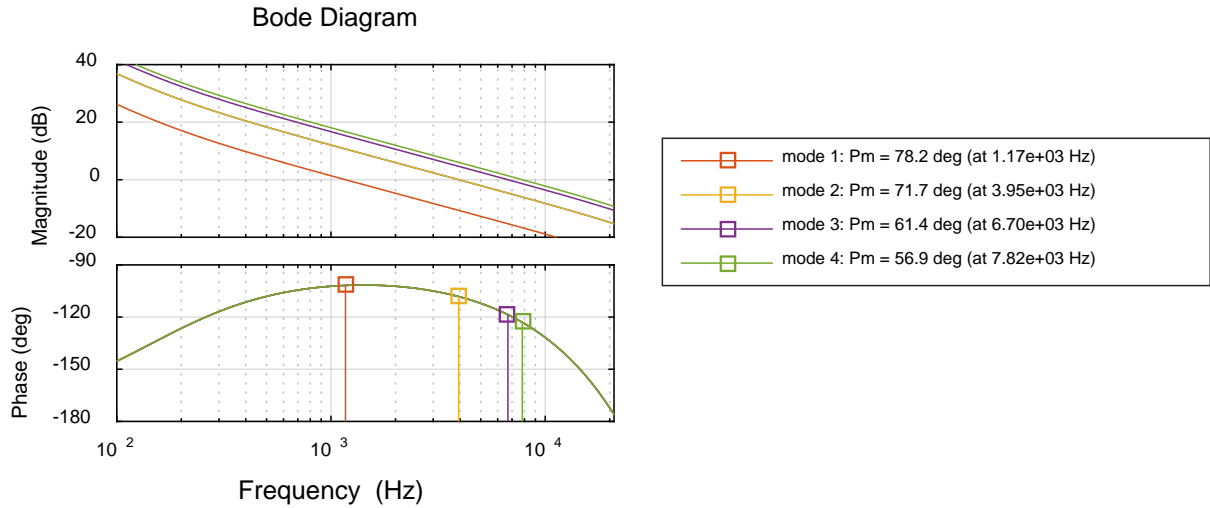 Bode Diagram
Magnitude (dB)
40
20
0
-20
Phase (deg)
-90
-120
-150
-180
10^2
10^3
10^4
Frequency (Hz)
mode 1: Pm = 78.2 deg (at 1.17e+03 Hz)
mode 2: Pm = 71.7 deg (at 3.95e+03 Hz)
mode 3: Pm = 61.4 deg (at 6.70e+03 Hz)
mode 4: Pm = 56.9 deg (at 7.82e+03 Hz)